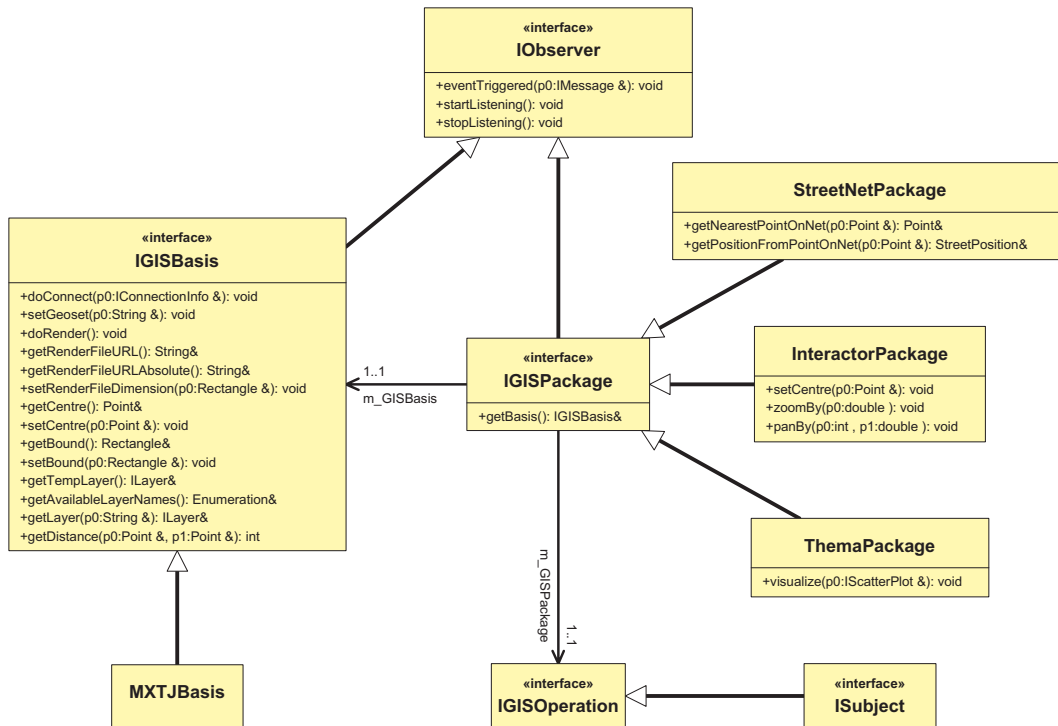 «interface»
IObserver
+eventTriggered(p0:IMessage &): void
+startListening(): void
+stopListening(): void
StreetNetPackage
+getNearestPointOnNet(p0:Point &): Point&
+getPositionFromPointOnNet(p0:Point &): StreetPosition&
«interface»
IGISBasis
+doConnect(p0:IConnectionInfo &): void
+setGeoset(p0:String &): void
+doRender(): void
+getRenderFileURL(): String&
+getRenderFileURLAbsolute(): String&
+setRenderFileDimension(p0:Rectangle &): void
+getCentre(): Point&
+setCentre(p0:Point &): void
+getBound(): Rectangle&
+setBound(p0:Rectangle &): void
+getTempLayer(): ILayer&
+getAvailableLayerNames(): Enumeration&
+getLayer(p0:String &): ILayer&
+getDistance(p0:Point &, p1:Point &): int
1..1
m_GISBasis
«interface»
IGISPackage
+getBasis(): IGISBasis&
InteractorPackage
+setCentre(p0:Point &): void
+zoomBy(p0:double ): void
+panBy(p0:int , p1:double ): void
ThemaPackage
+visualize(p0:IScatterPlot &): void
m_GISPackage
1..1
MXTJBasis
«interface»
IGISOperation
«interface»
ISubject